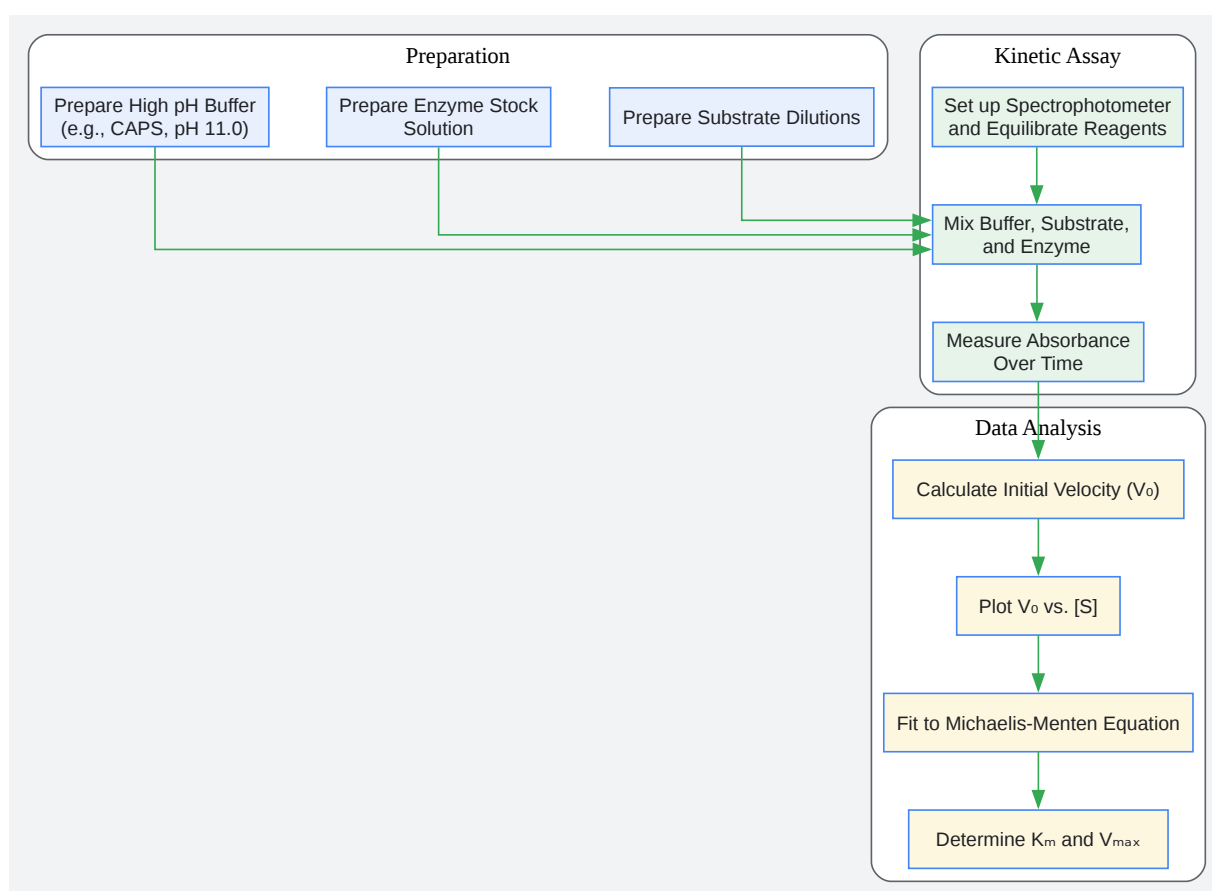 Preparation
Prepare High pH Buffer
(e.g., CAPS, pH 11.0)
Prepare Enzyme Stock
Solution
Prepare Substrate Dilutions
Kinetic Assay
Set up Spectrophotometer
and Equilibrate Reagents
Mix Buffer, Substrate,
and Enzyme
Measure Absorbance
Over Time
Data Analysis
Calculate Initial Velocity (V₀)
Plot V₀ vs. [S]
Fit to Michaelis-Menten Equation
Determine Kₘ and Vₘₐₓ